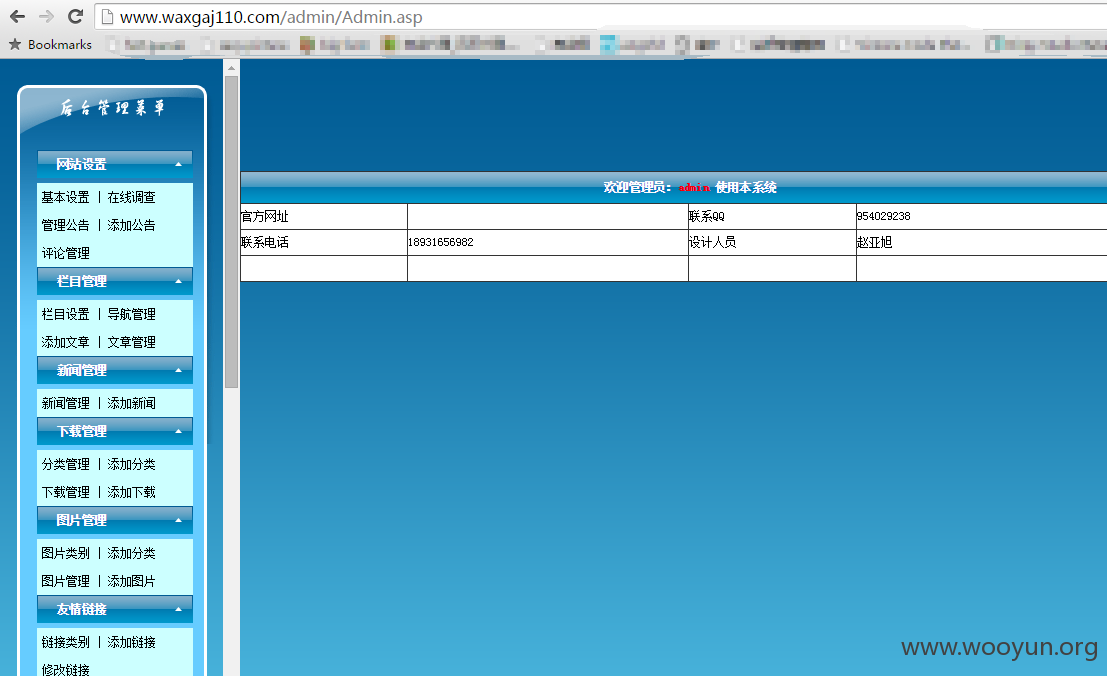 www.waxgaj110.com/admin/Admin.asp
Bookmarks
后台管理菜单
网站设置
基本设置 | 在线调查
管理公告 | 添加公告
评论管理
栏目管理
栏目设置 | 导航管理
添加文章 | 文章管理
新闻管理
新闻管理 | 添加新闻
下载管理
分类管理 | 添加分类
下载管理 | 添加下载
图片管理
图片类别 | 添加分类
图片管理 | 添加图片
友情链接
链接类别 | 添加链接
修改链接
欢迎管理员：admin 使用本系统
官方网址 联系QQ 954029238
联系电话 18931656982 设计人员 赵亚旭
www.wooyun.org